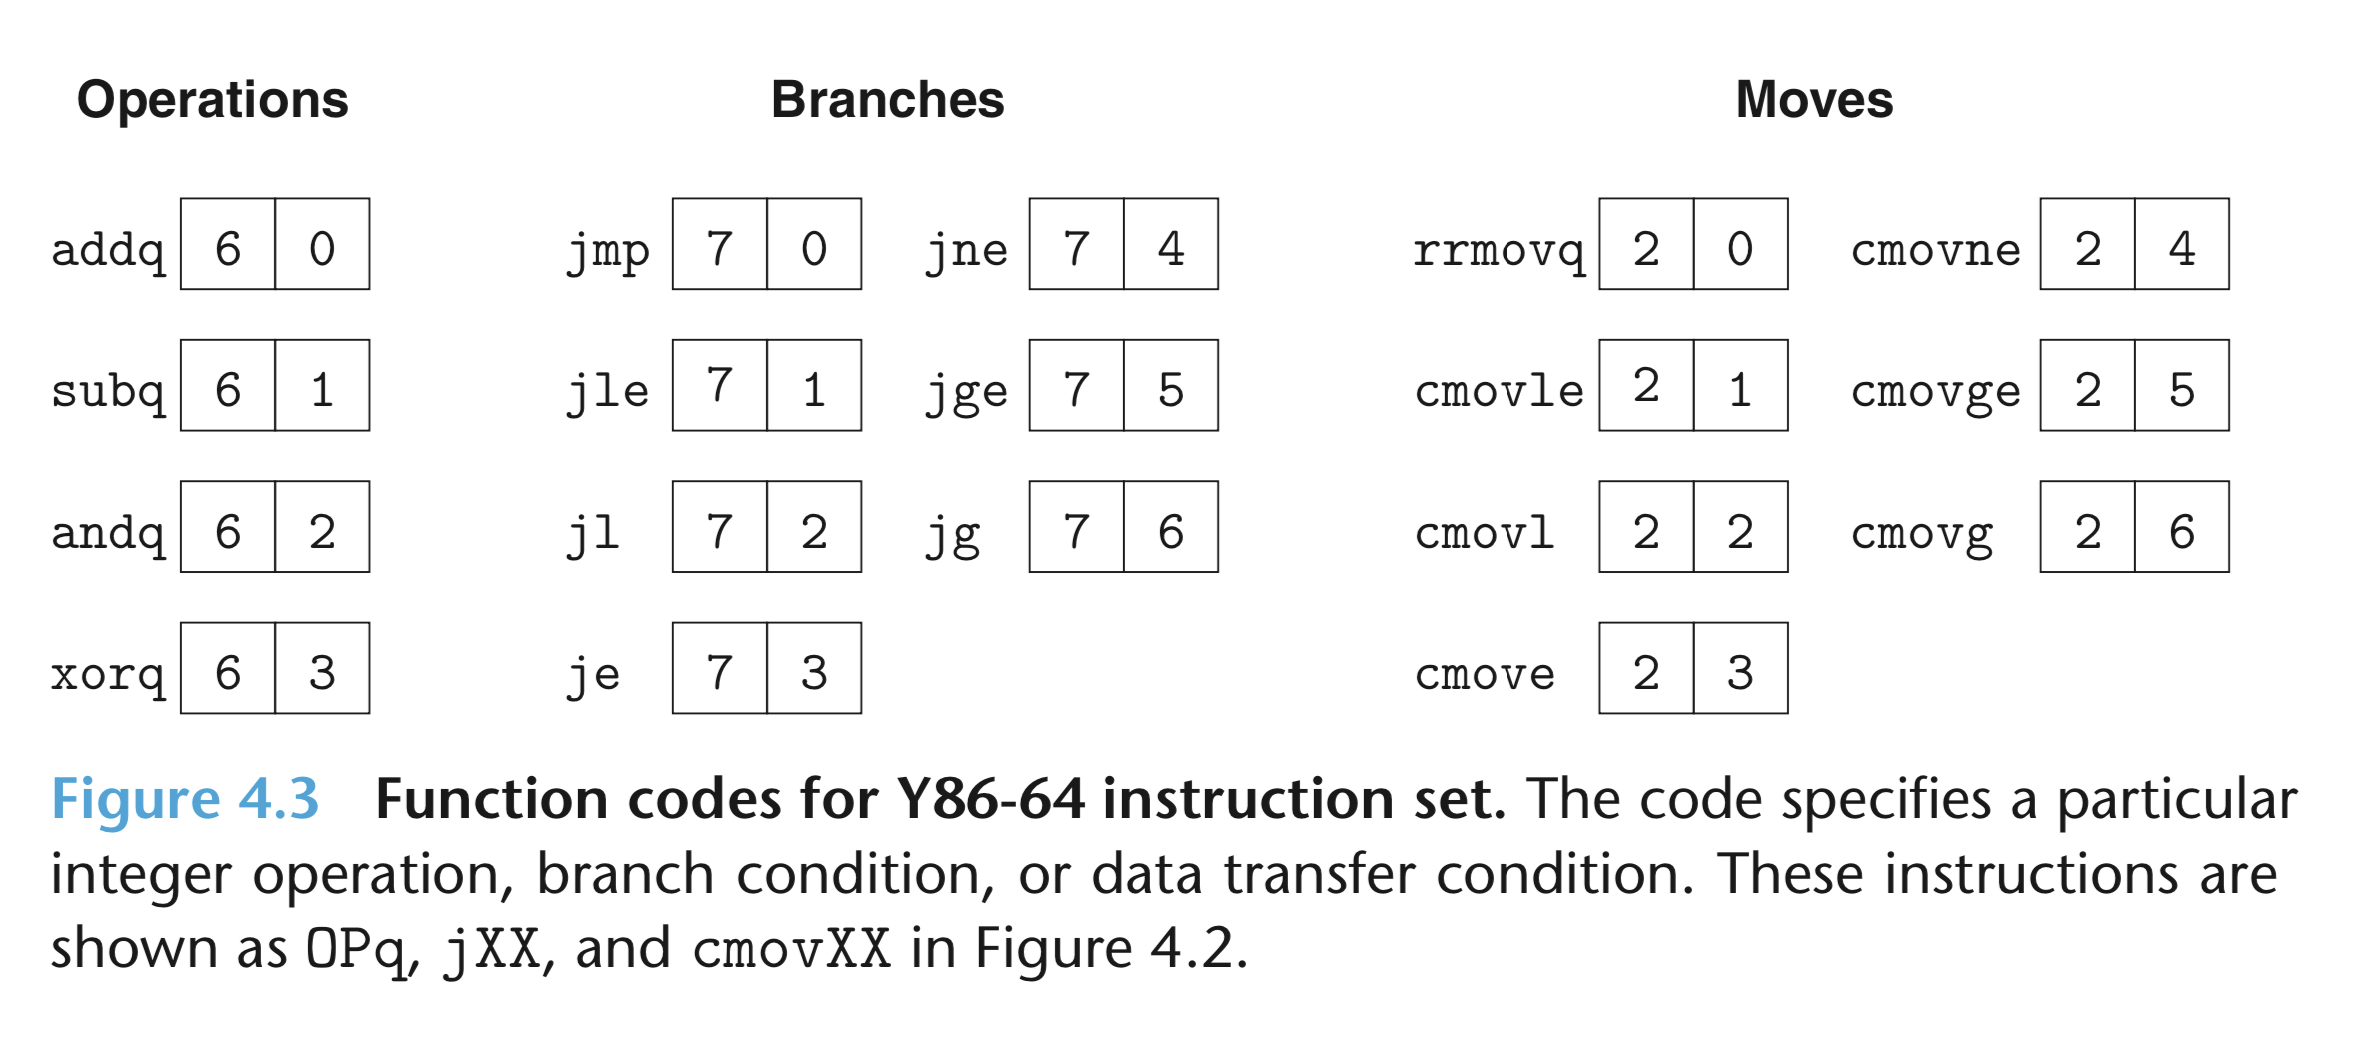 Operations Branches Moves
addq 6 0 jmp 7 0 jne 7 4 rrmovq 2 0 cmovne 2 4
subq 6 1 jle 7 1 jge 7 5 cmovle 2 1 cmovge 2 5
andq 6 2 jl 7 2 jg 7 6 cmovl 2 2 cmovg 2 6
xorq 6 3 je 7 3 cmove 2 3
Figure 4.3 Function codes for Y86-64 instruction set. The code specifies a particular
integer operation, branch condition, or data transfer condition. These instructions are
shown as OPq, jXX, and cmovXX in Figure 4.2.